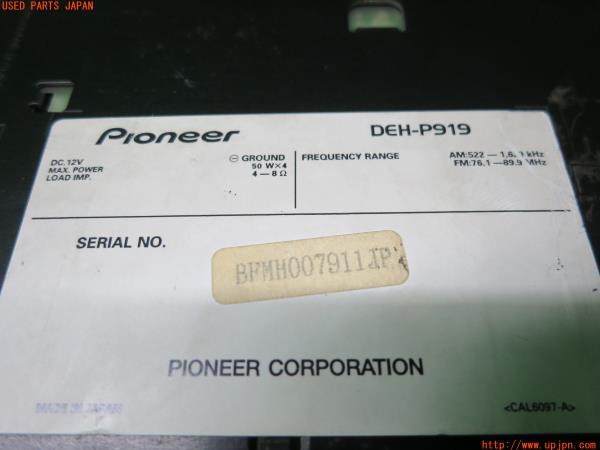 USED PARTS JAPAN
Pioneer DEH-P919
DC.12V ⊖ GROUND
MAX. POWER 50 W×4
LOAD IMP. 4 — 8 Ω
FREQUENCY RANGE AM:522 — kHz
FM:76.1 —89.9 MHz
SERIAL NO.
BFMH007911JP
PIONEER CORPORATION
MADE IN JAPAN
<CAL6097-A>
http://www.upjpn.com